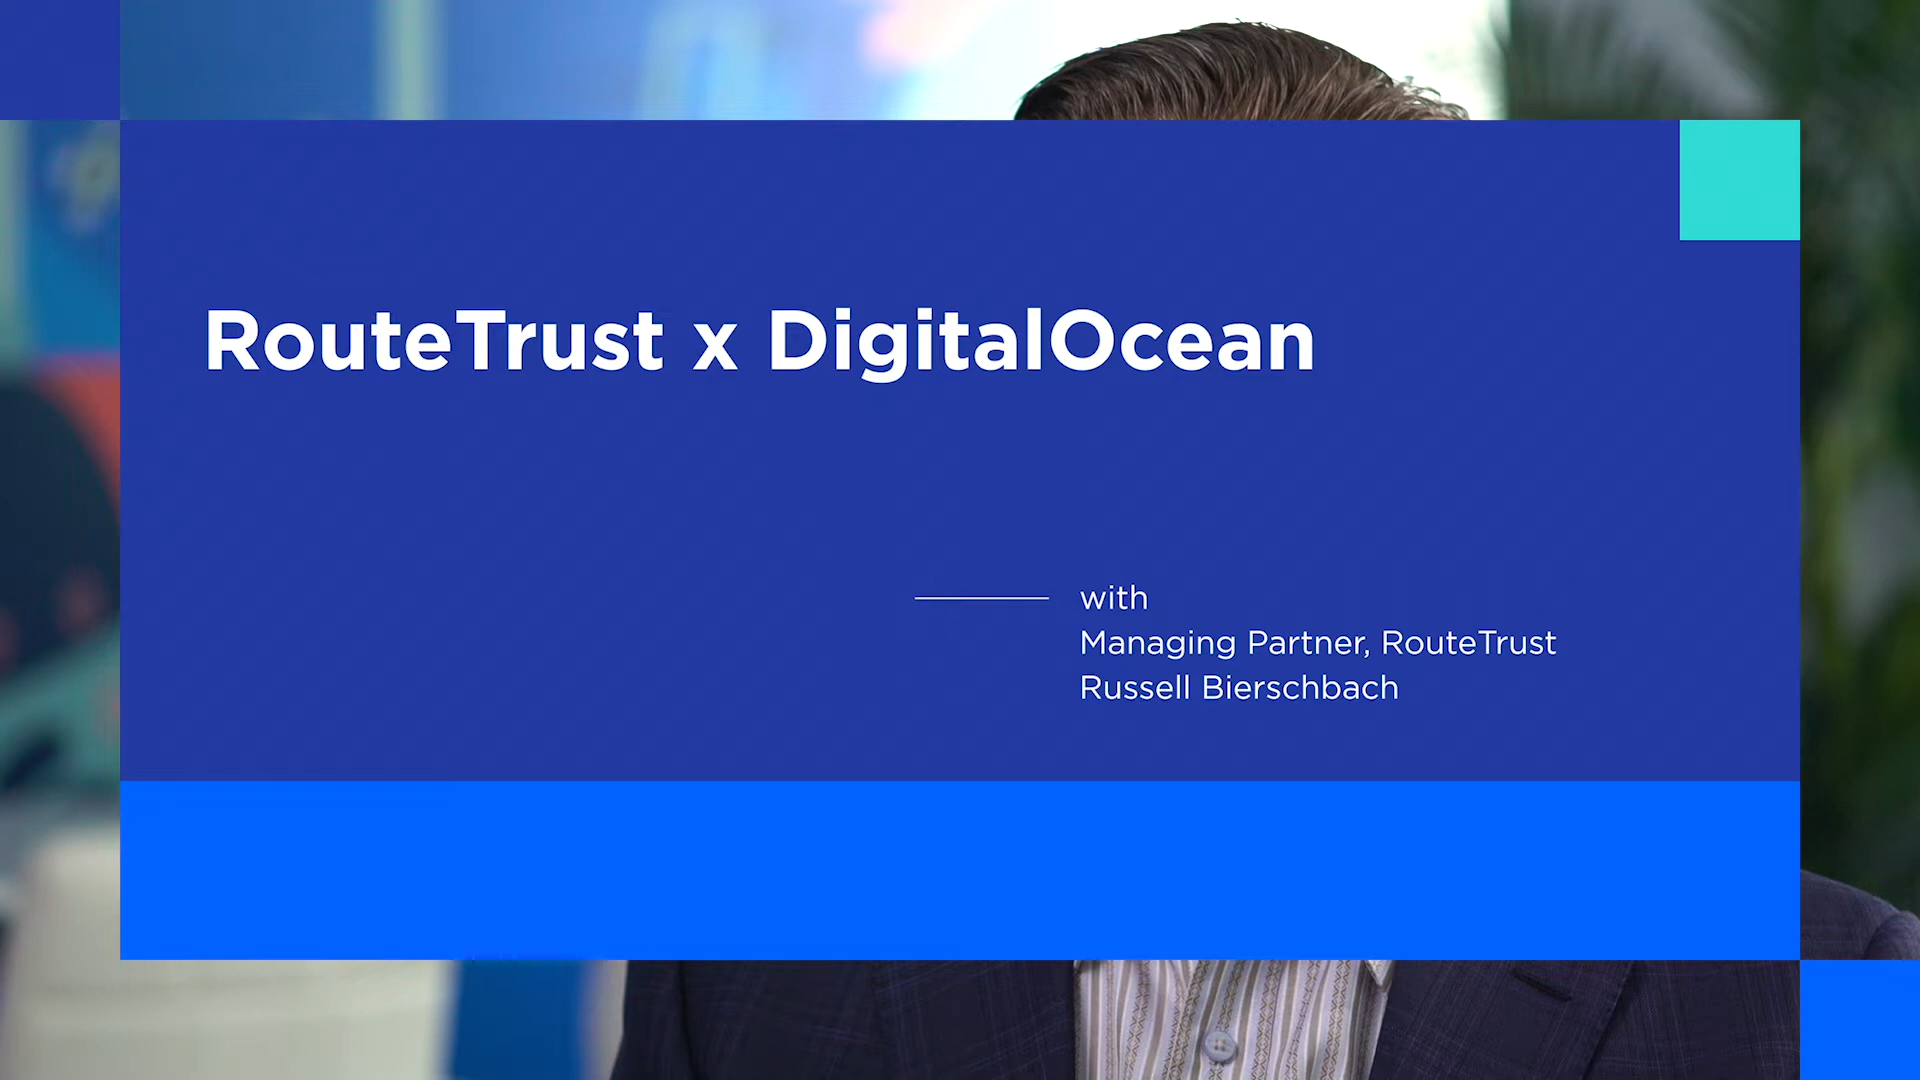 RouteTrust x DigitalOcean
with
Managing Partner, RouteTrust
Russell Bierschbach